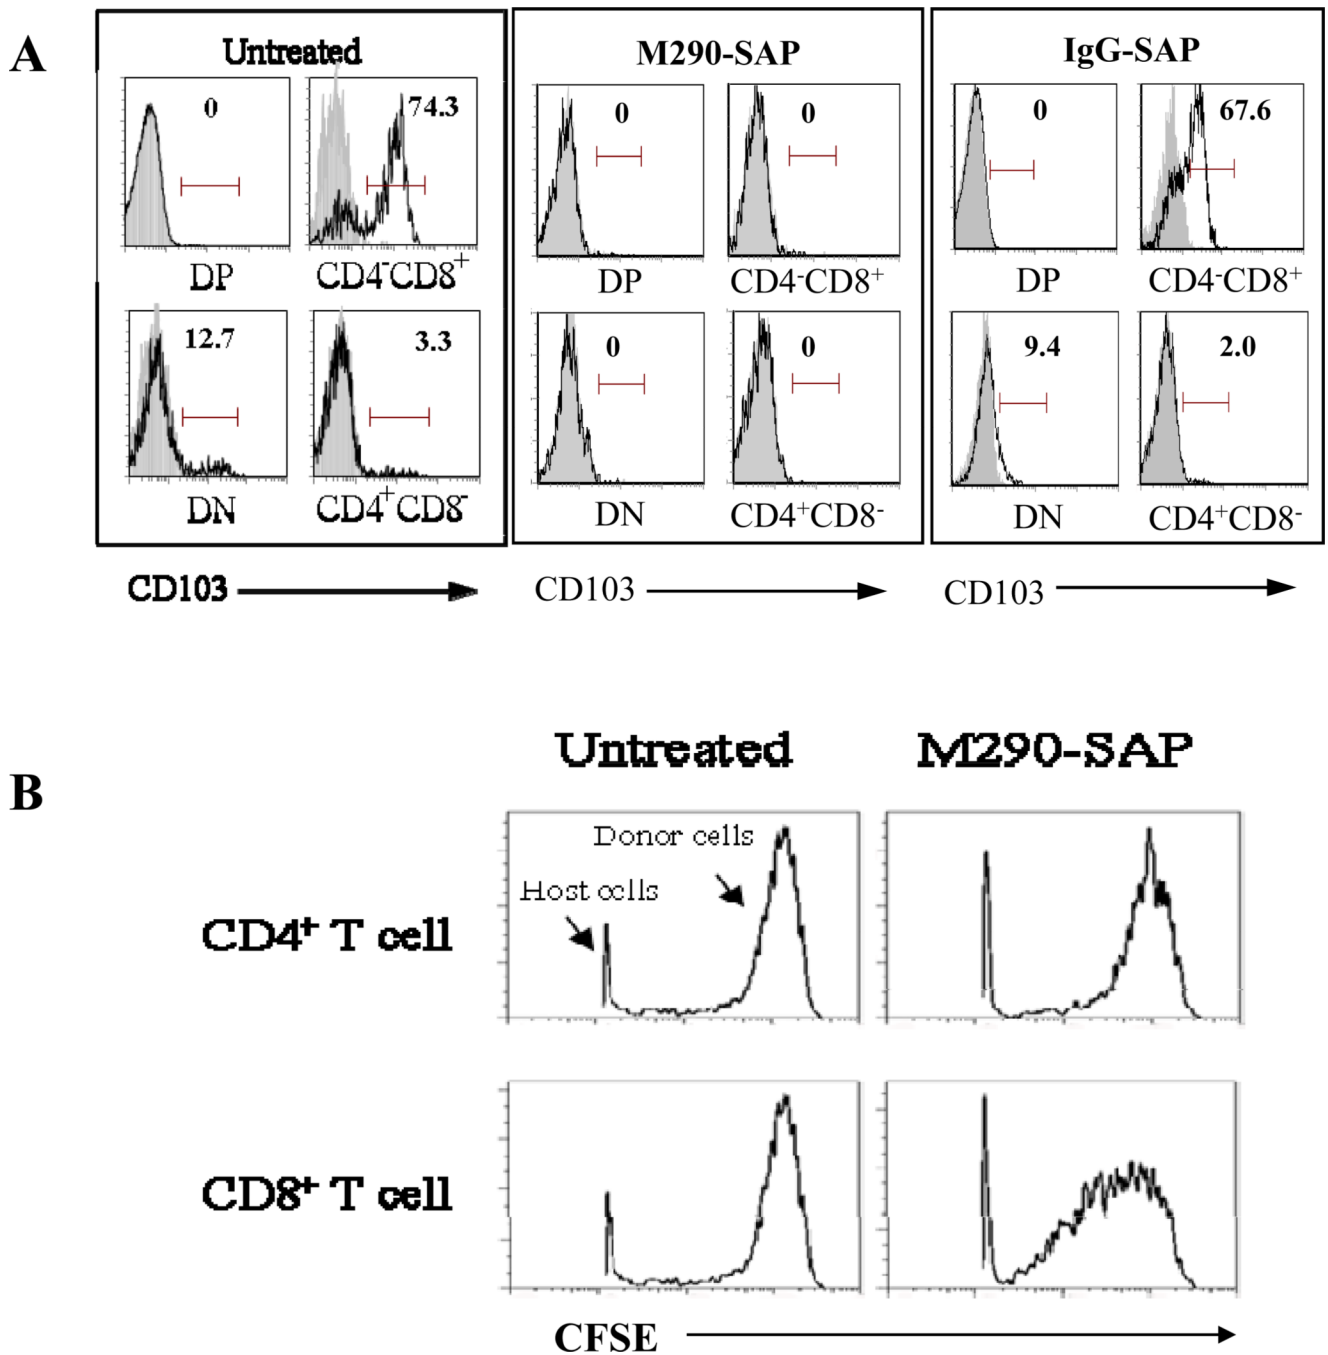 A
Untreated
0
74.3
DP
CD4⁻CD8⁺
12.7
3.3
DN
CD4⁺CD8⁻
CD103
M290-SAP
0
0
DP
CD4⁻CD8⁺
0
0
DN
CD4⁺CD8⁻
CD103
IgG-SAP
0
67.6
DP
CD4⁻CD8⁺
9.4
2.0
DN
CD4⁺CD8⁻
CD103
B
Untreated
M290-SAP
CD4⁺ T cell
Donor cells
Host cells
CD8⁺ T cell
CFSE